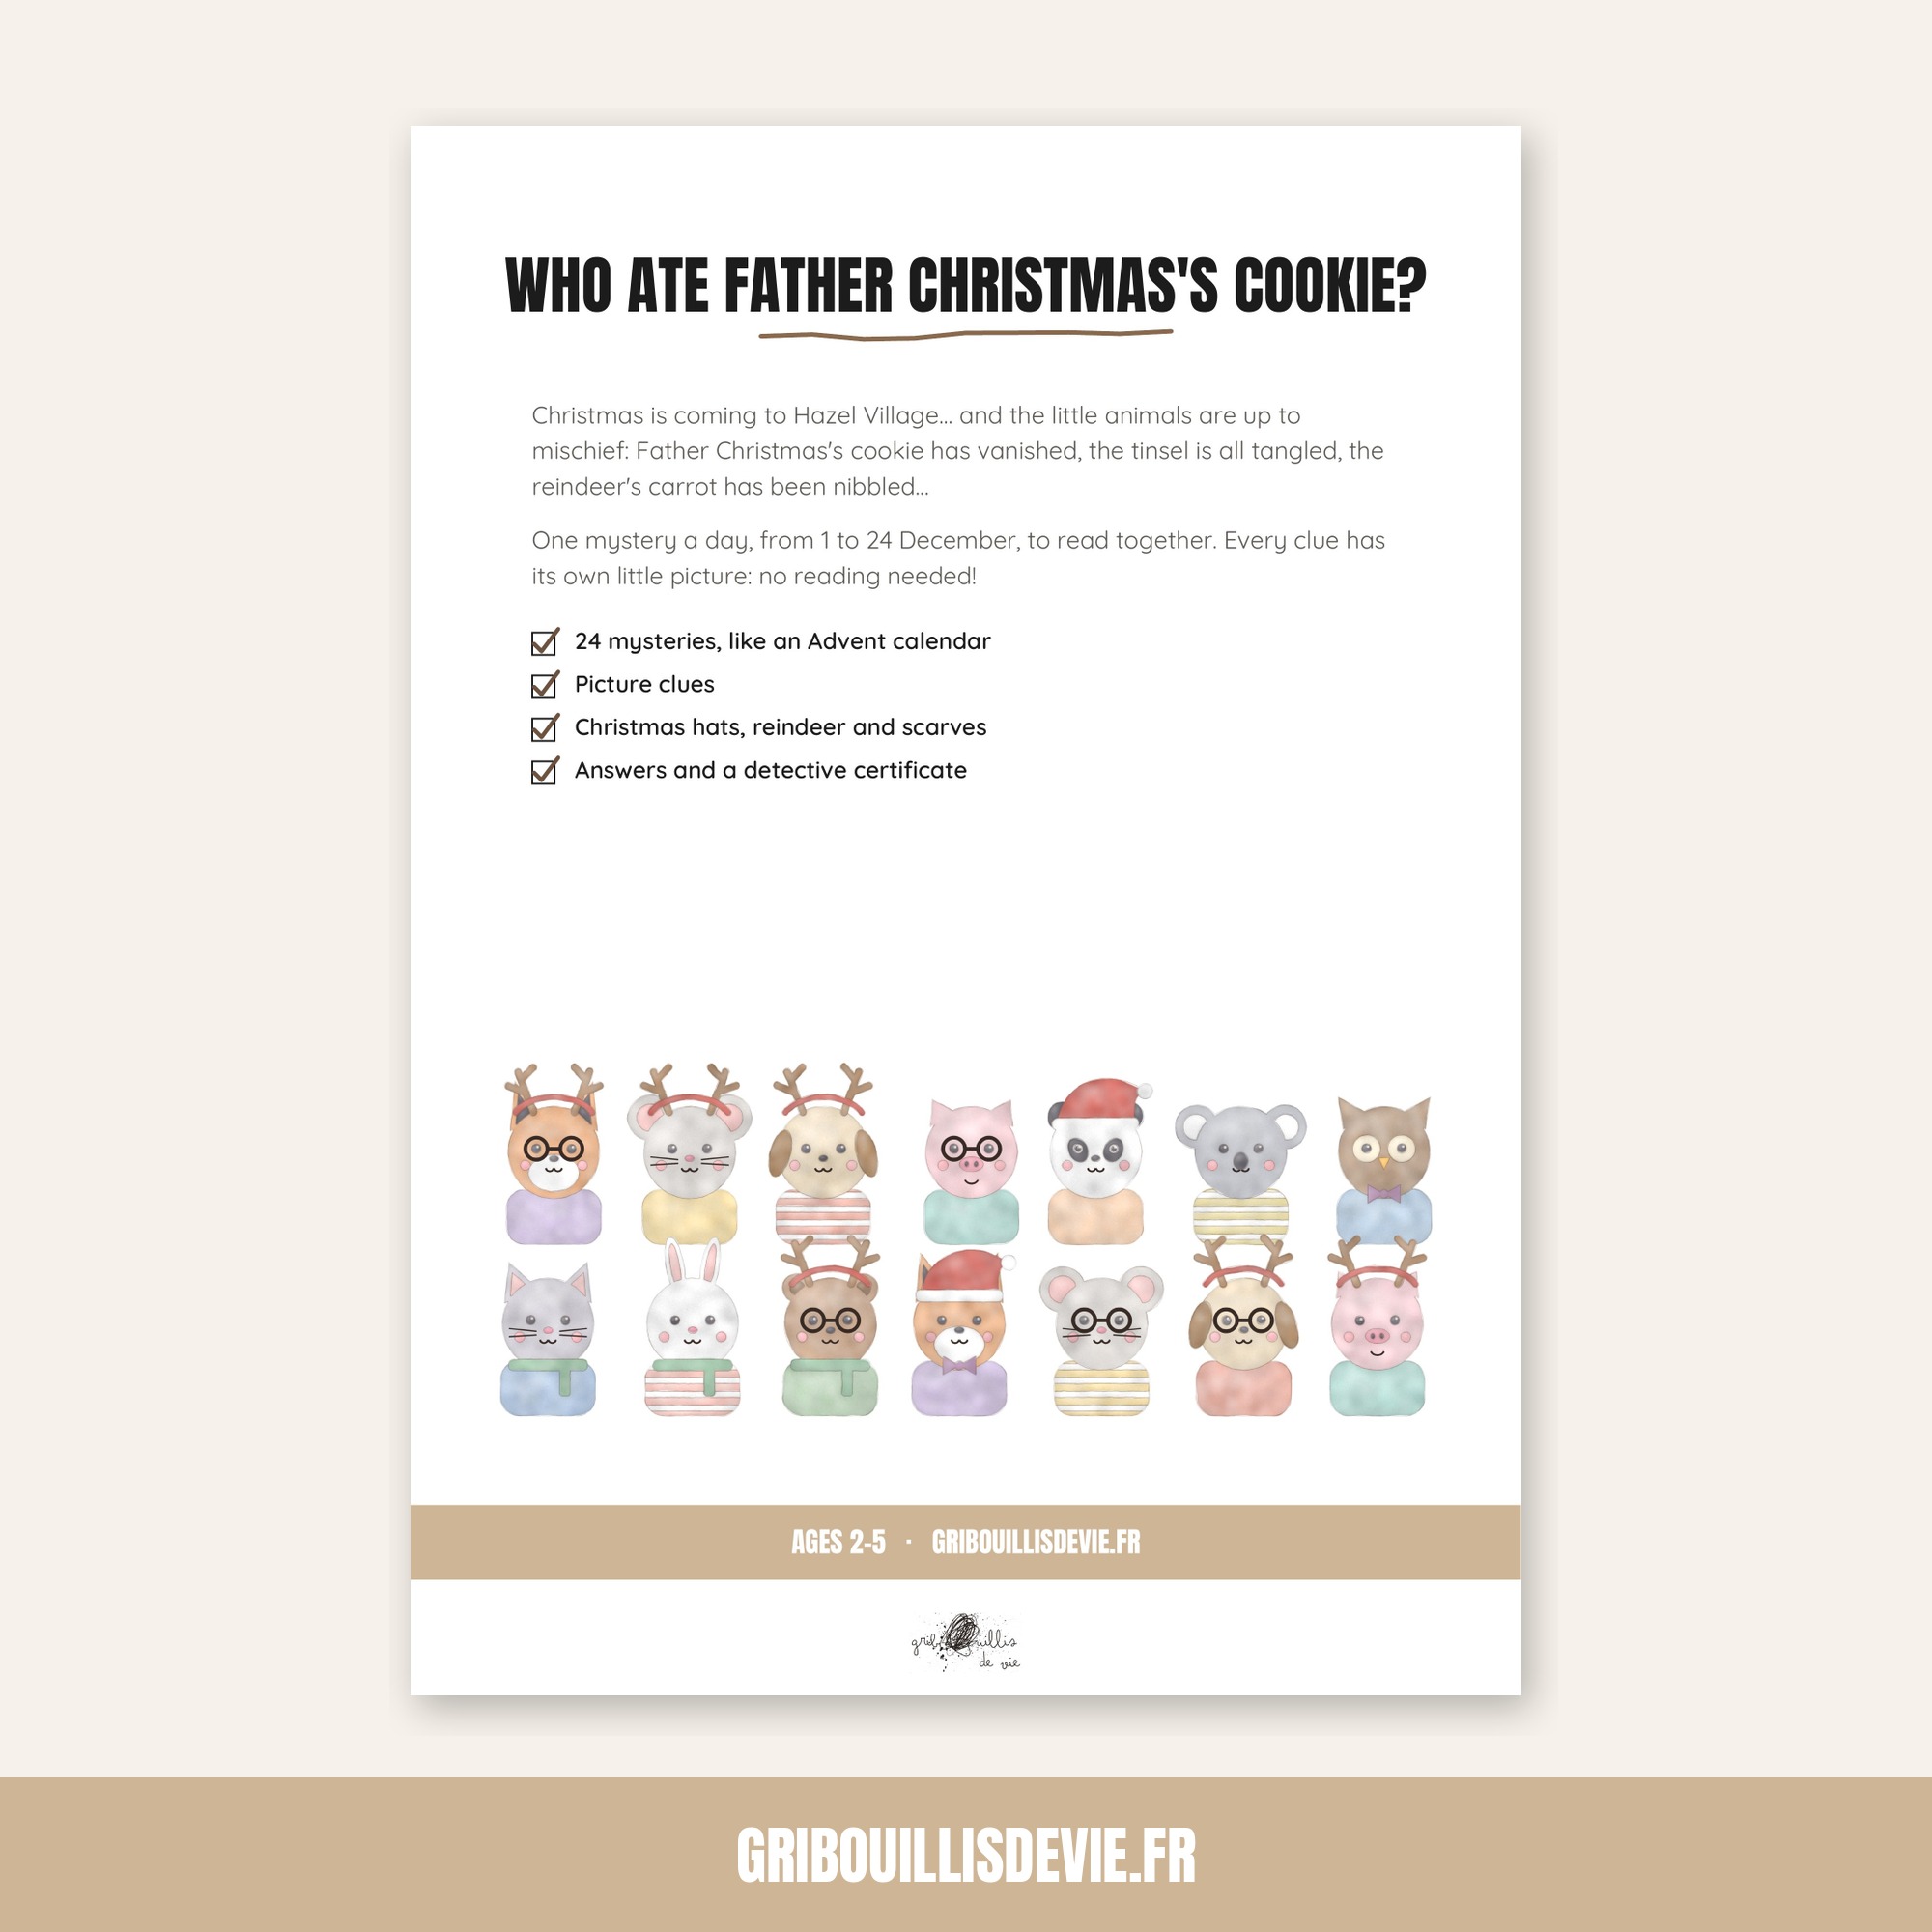 WHO ATE FATHER CHRISTMAS'S COOKIE?
Christmas is coming to Hazel Village... and the little animals are up to
mischief: Father Christmas's cookie has vanished, the tinsel is all tangled, the
reindeer's carrot has been nibbled...
One mystery a day, from 1 to 24 December, to read together. Every clue has
its own little picture: no reading needed!
24 mysteries, like an Advent calendar
Picture clues
Christmas hats, reindeer and scarves
Answers and a detective certificate
AGES 2-5 · GRIBOUILLISDEVIE.FR
gribouillis
de vie
GRIBOUILLISDEVIE.FR